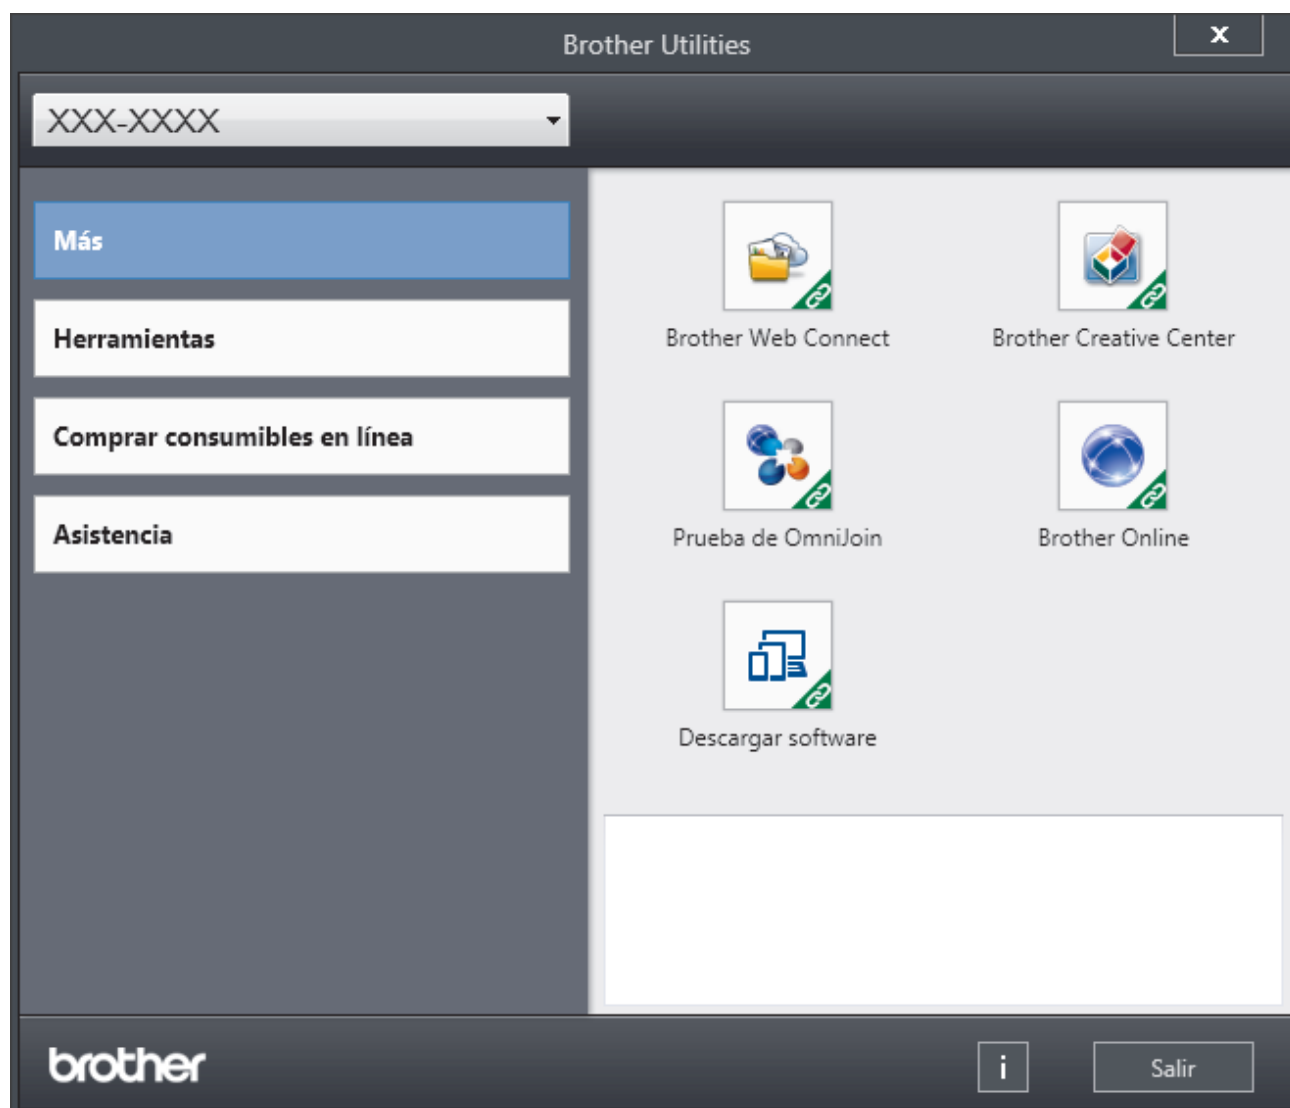 Brother Utilities
x
XXX-XXXX
Más
Herramientas
Comprar consumibles en línea
Asistencia
Brother Web Connect
Brother Creative Center
Prueba de OmniJoin
Brother Online
Descargar software
brother
i
Salir